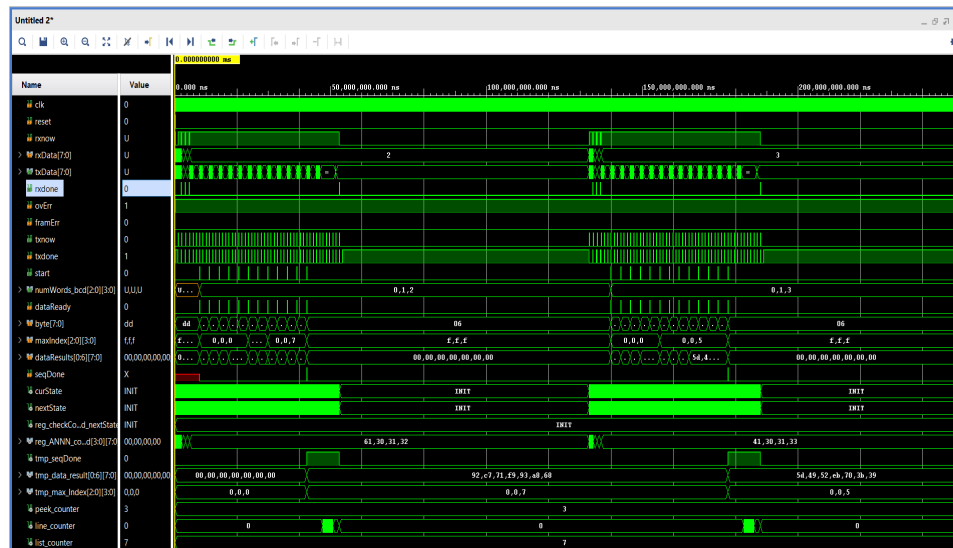 Untitled 2*
0.000000000 ms
Name Value
0.000 ns 50,000,000.000 ns 100,000,000.000 ns 150,000,000.000 ns 200,000,000.000 ns
clk 0
reset 0
rxnow U
rxData[7:0] U 2 3
txData[7:0] U = =
rxdone 0
ovErr 1
framErr 0
txnow 0
txdone 1
start 0
numWords_bcd[2:0][3:0] U,U,U U... 0,1,2 0,1,3
dataReady 0
byte[7:0] dd dd 06 06
maxIndex[2:0][3:0] f,f,f f... 0,0,0 ... 0,0,7 f,f,f 0,0,0 ... 0,0,5 f,f,f
dataResults[0:6][7:0] 00,00,00,00,00 0... ... 00,00,00,00,00,00,00 ... 5d,4... 00,00,00,00,00,00,00
seqDone X
curState INIT INIT INIT
nextState INIT INIT INIT
reg_checkCo...d_nextState INIT INIT
reg_ANNN_co...d[3:0][7:0] 00,00,00,00 61,30,31,32 41,30,31,33
tmp_seqDone 0
tmp_data_result[0:6][7:0] 00,00,00,00,00 00,00,00,00,00,00,00 92,c7,71,f9,93,a8,68 5d,49,52,eb,70,3b,39
tmp_max_Index[2:0][3:0] 0,0,0 0,0,0 0,0,7 0,0,5
peek_counter 3 3
line_counter 0 0 0 0
list_counter 7 7